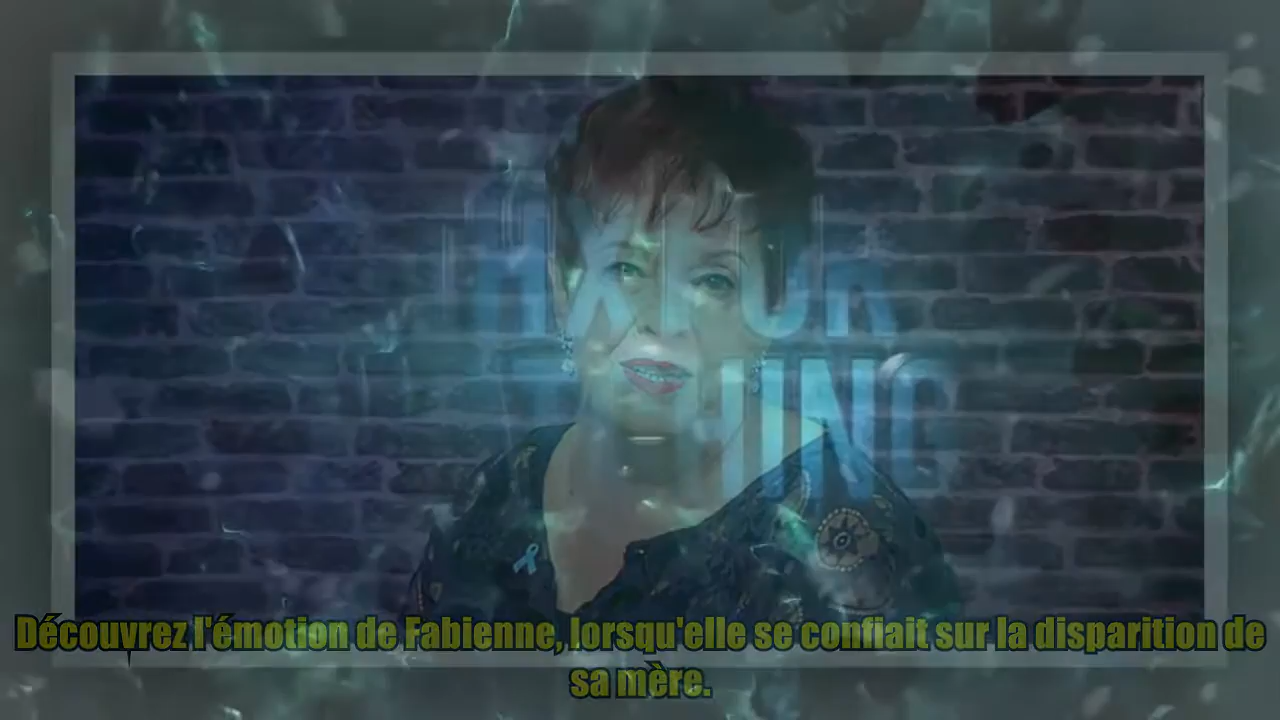 Découvrez l'émotion de Fabienne, lorsqu'elle se confiait sur la disparition de
sa mère.